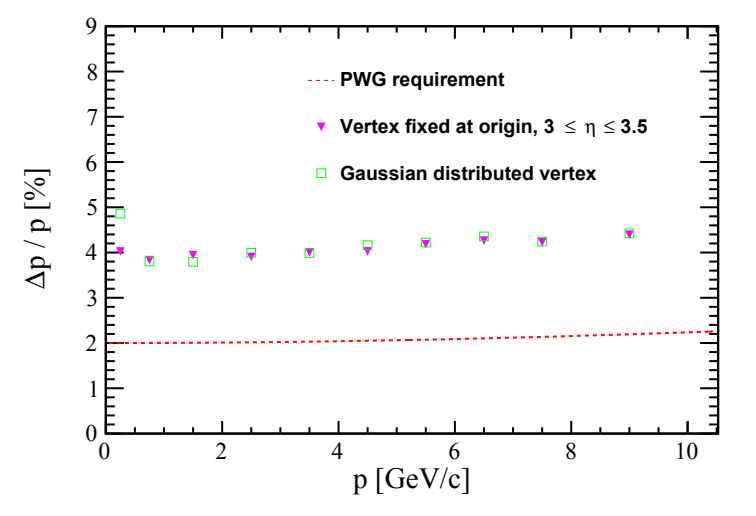 9
8
7
6
5
4
3
2
1
0
Δp / p [%]
PWG requirement
Vertex fixed at origin, 3 ≤ η ≤ 3.5
Gaussian distributed vertex
0 2 4 6 8 10
p [GeV/c]